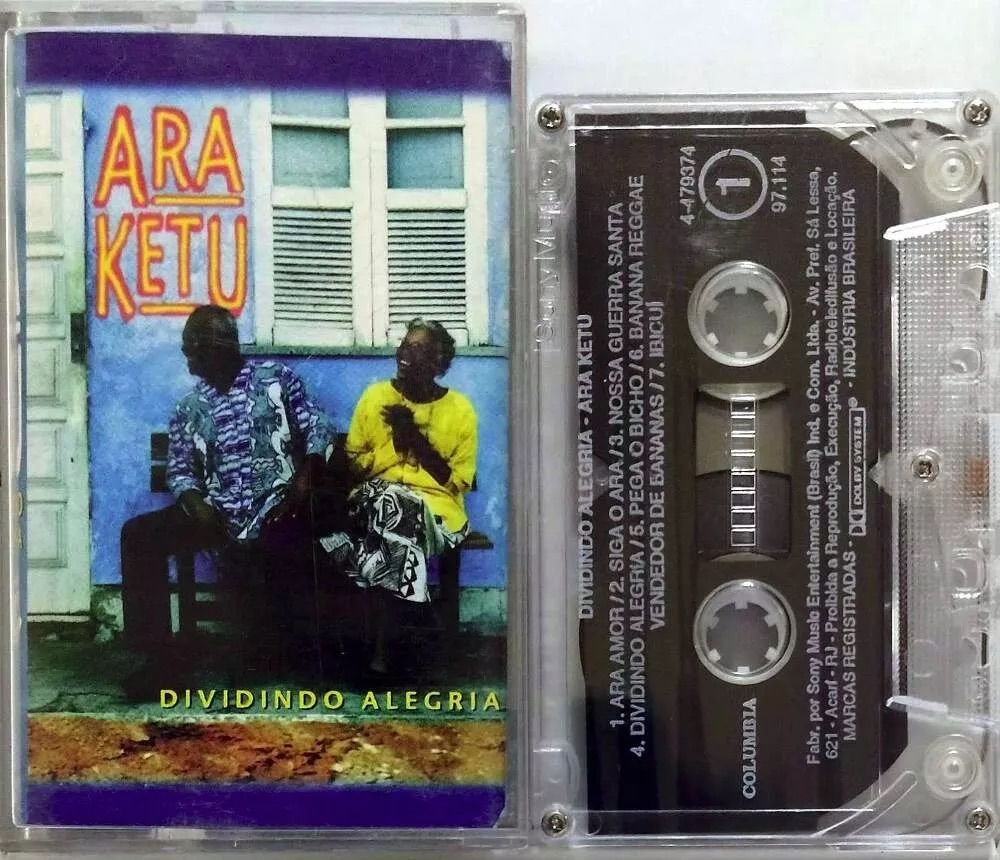 ARA
KETU
DIVIDINDO ALEGRIA
DIVIDINDO ALEGRIA - ARA KETU
1. ARA AMOR / 2. SIGA O ARA / 3. NOSSA GUERRA SANTA
4. DIVIDINDO ALEGRIA / 5. PEGA O BICHO / 6. BANANA REGGAE
VENDEDOR DE BANANAS / 7. IBICUÍ
4-479374
1
97.114
COLUMBIA
Fabr. por Sony Music Entertainment (Brasil) Ind. e Com. Ltda. - Av. Pref. Sá Lessa,
621 - Acari - RJ - Proibida a Reprodução, Execução, Radioteledifusão e Locação.
MARCAS REGISTRADAS - DOLBY SYSTEM ® - INDÚSTRIA BRASILEIRA
Sony Music